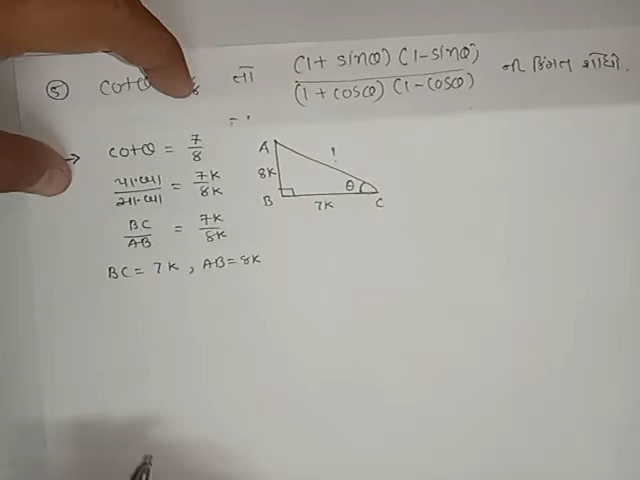 ⑤ cotθ 8 તો (1 + sinθ) (1 - sinθ) / (1 + cosθ) (1 - cosθ) ની કિંમત શોધો.
→ cotθ = 7/8
પા.બા / સા.બા = 7K/8K
BC/AB = 7K/8K
BC = 7K , AB = 8K
A
8K
?
B
θ
7K
C